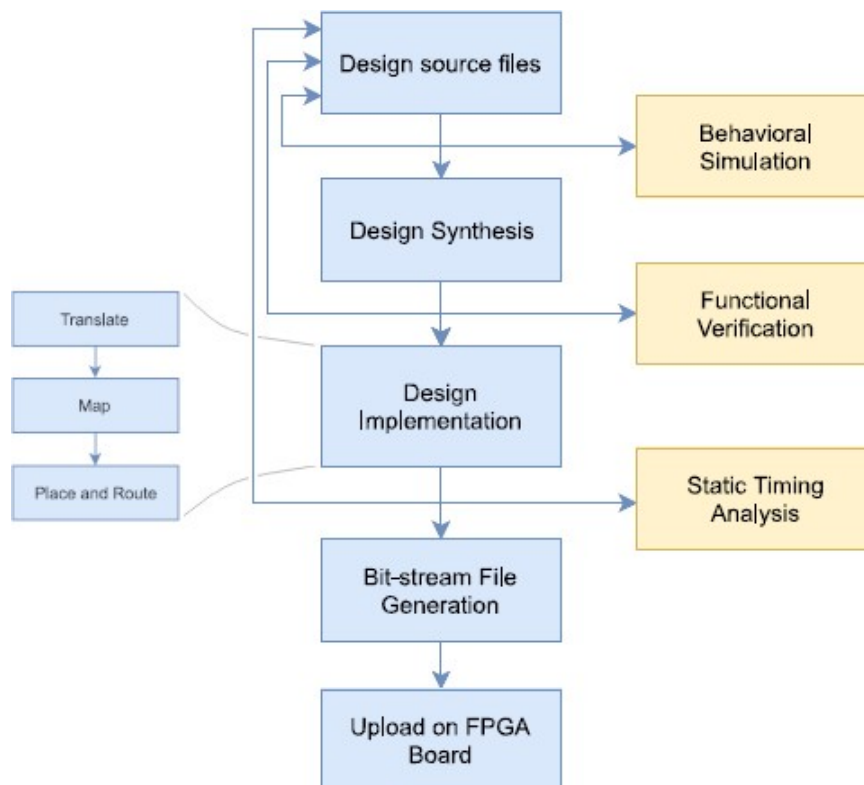 Design source files
Behavioral
Simulation
Design Synthesis
Functional
Verification
Translate
Map
Place and Route
Design
Implementation
Static Timing
Analysis
Bit-stream File
Generation
Upload on FPGA
Board